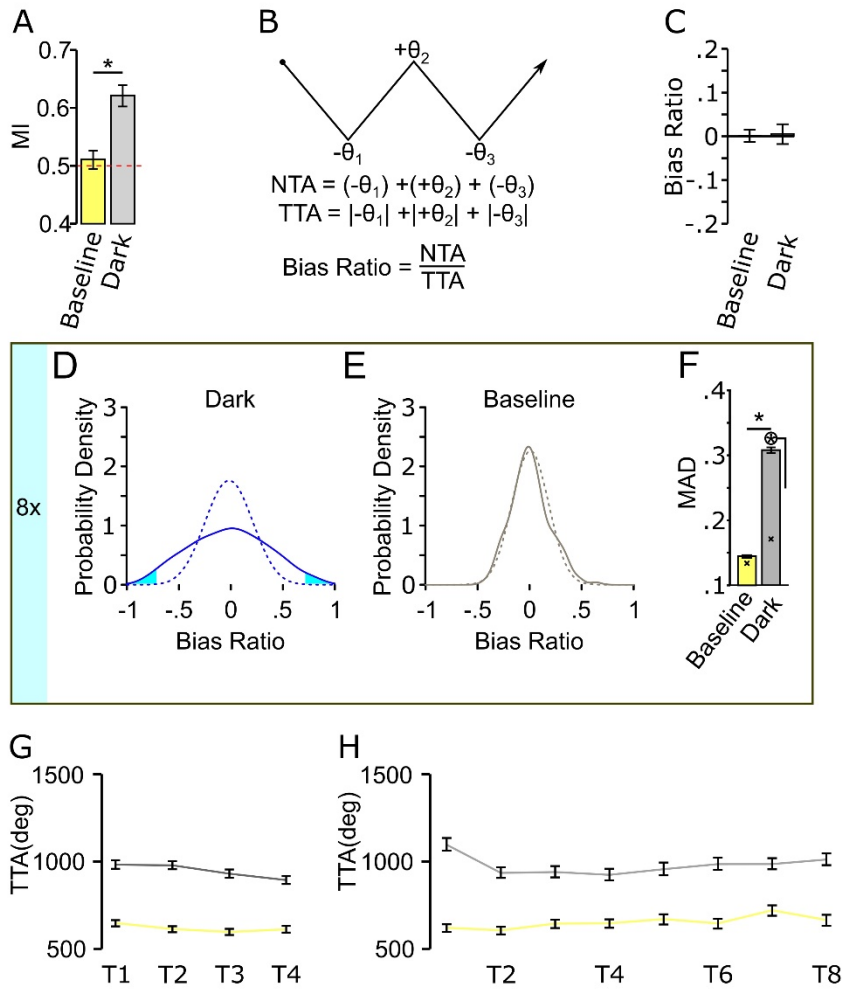 A
0.7
0.6
0.5
0.4
MI
*
Baseline
Dark
B
+θ2
-θ1
-θ3
NTA = (-θ1) +(+θ2) + (-θ3)
TTA = |-θ1| +|+θ2| + |-θ3|
Bias Ratio = NTA
TTA
C
.2
.1
0
-.1
-.2
Bias Ratio
Baseline
Dark
8x
D
Dark
3
2
1
0
Probability Density
-1 -.5 0 .5 1
Bias Ratio
E
Baseline
3
2
1
0
Probability Density
-1 -.5 0 .5 1
Bias Ratio
F
.4
.3
.2
.1
MAD
*
*
x
x
Baseline
Dark
G
1500
1000
500
TTA(deg)
T1 T2 T3 T4
H
1500
1000
500
TTA(deg)
T2 T4 T6 T8